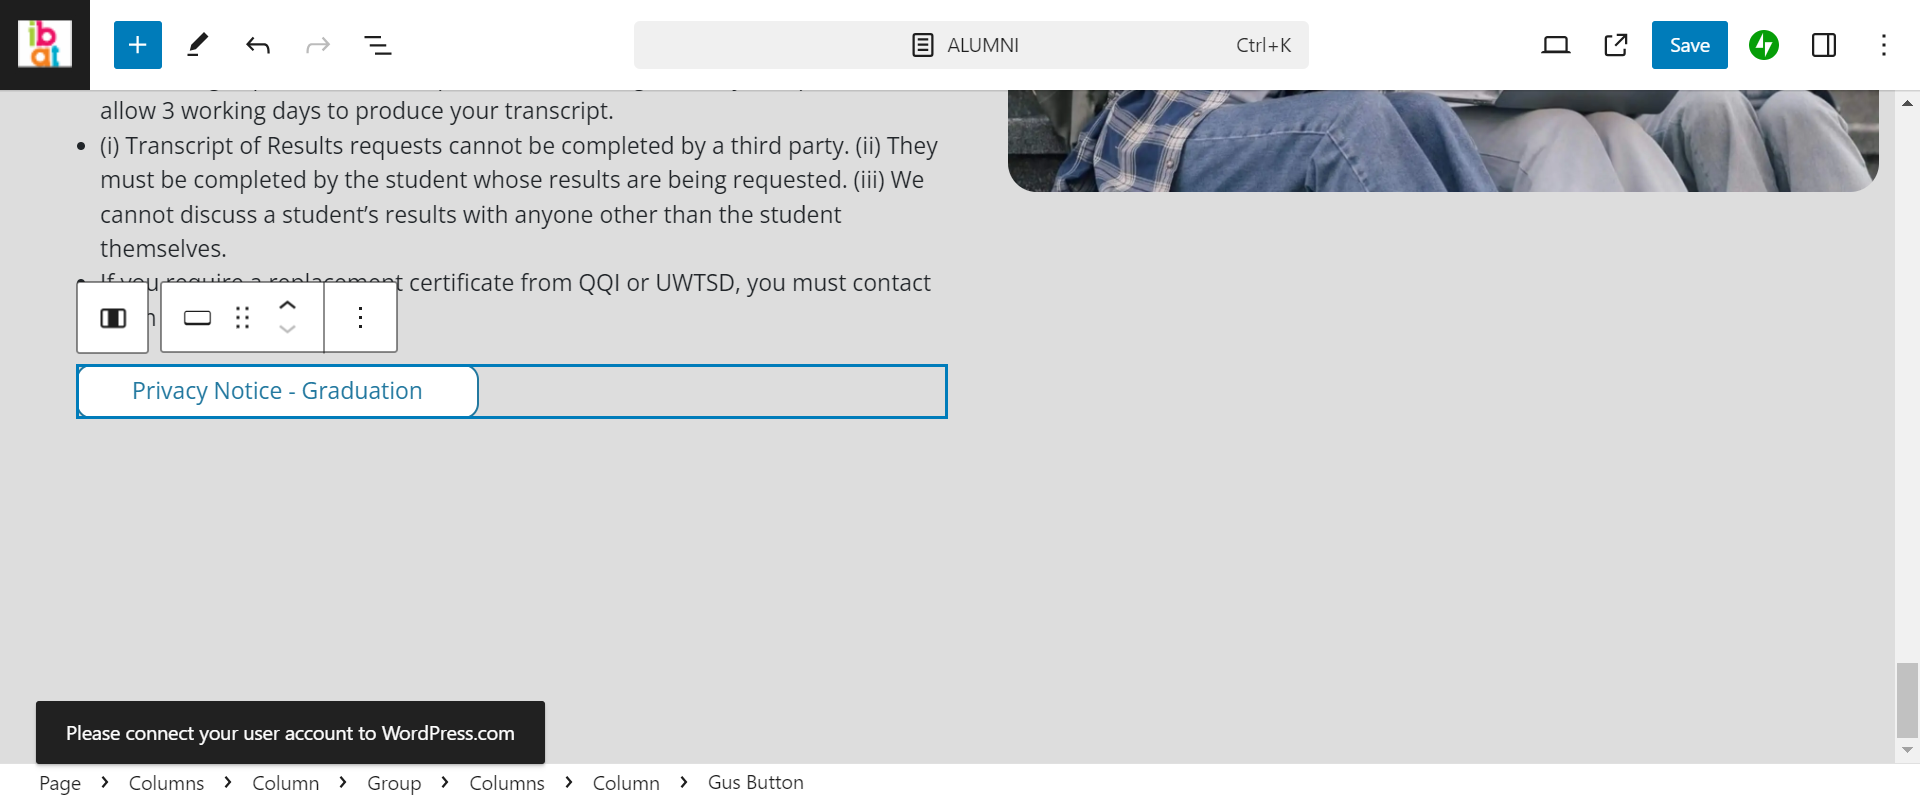 ib
at
ALUMNI
Ctrl+K
Save
allow 3 working days to produce your transcript.
(i) Transcript of Results requests cannot be completed by a third party. (ii) They
must be completed by the student whose results are being requested. (iii) We
cannot discuss a student’s results with anyone other than the student
themselves.
If you require a replacement certificate from QQI or UWTSD, you must contact
Privacy Notice - Graduation
Please connect your user account to WordPress.com
Page > Columns > Column > Group > Columns > Column > Gus Button